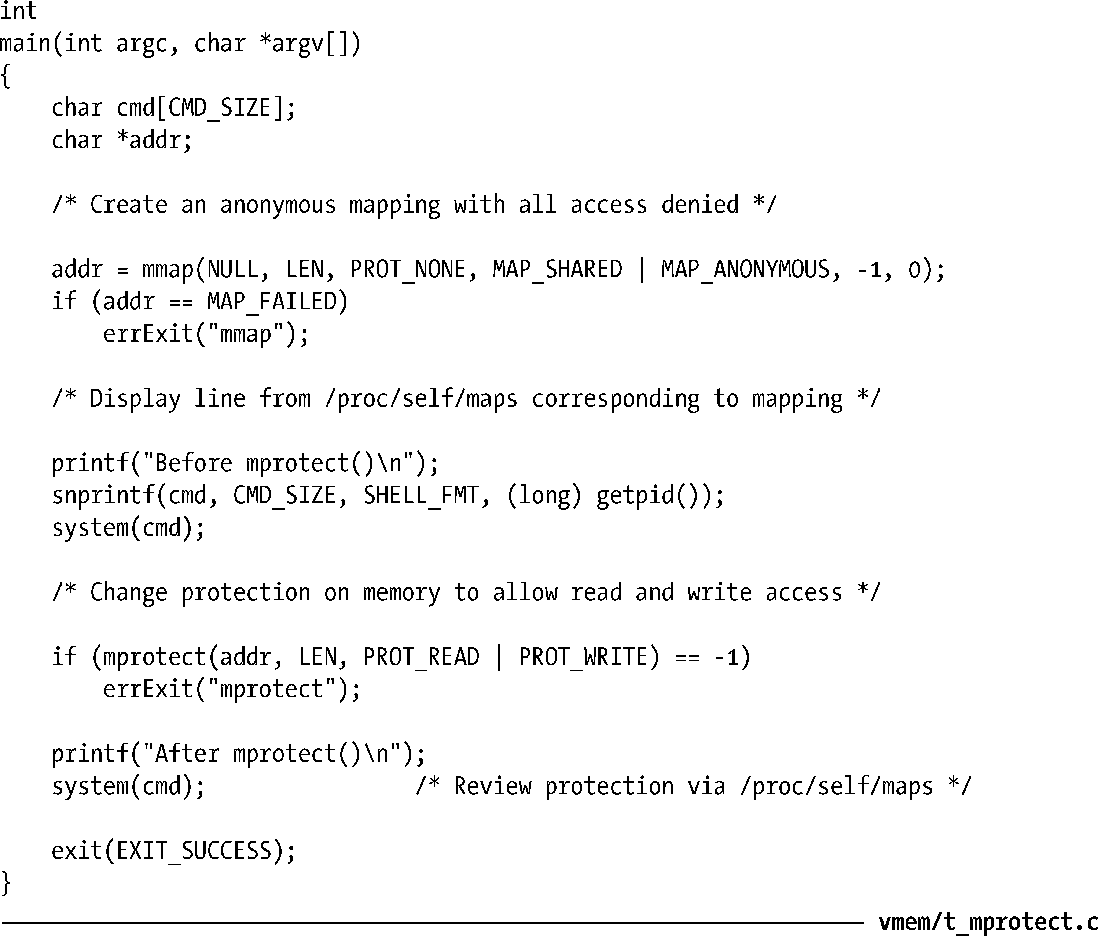 int
main(int argc, char *argv[])
{
    char cmd[CMD_SIZE];
    char *addr;

    /* Create an anonymous mapping with all access denied */

    addr = mmap(NULL, LEN, PROT_NONE, MAP_SHARED | MAP_ANONYMOUS, -1, 0);
    if (addr == MAP_FAILED)
        errExit("mmap");

    /* Display line from /proc/self/maps corresponding to mapping */

    printf("Before mprotect()\n");
    snprintf(cmd, CMD_SIZE, SHELL_FMT, (long) getpid());
    system(cmd);

    /* Change protection on memory to allow read and write access */

    if (mprotect(addr, LEN, PROT_READ | PROT_WRITE) == -1)
        errExit("mprotect");

    printf("After mprotect()\n");
    system(cmd);                /* Review protection via /proc/self/maps */

    exit(EXIT_SUCCESS);
}
vmem/t_mprotect.c